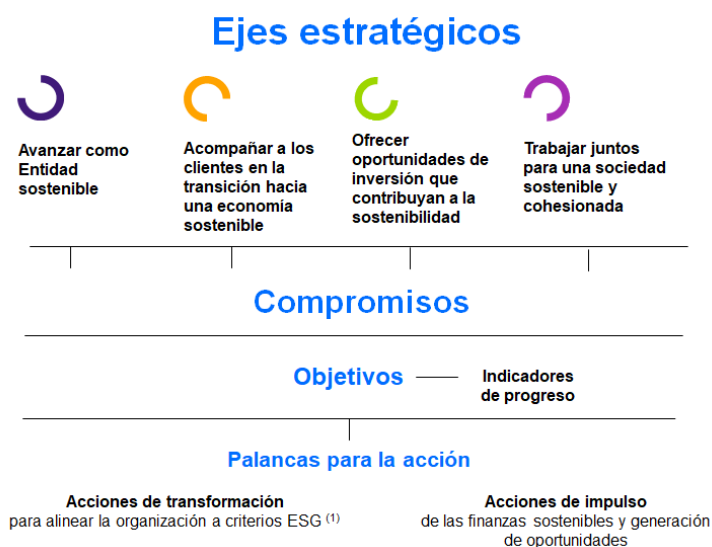 Ejes estratégicos
Avanzar como
Entidad
sostenible
Acompañar a los
clientes en la
transición hacia
una economía
sostenible
Ofrecer
oportunidades de
inversión que
contribuyan a la
sostenibilidad
Trabajar juntos
para una sociedad
sostenible y
cohesionada
Compromisos
Objetivos
Indicadores
de progreso
Palancas para la acción
Acciones de transformación
para alinear la organización a criterios ESG (1)
Acciones de impulso
de las finanzas sostenibles y generación
de oportunidades